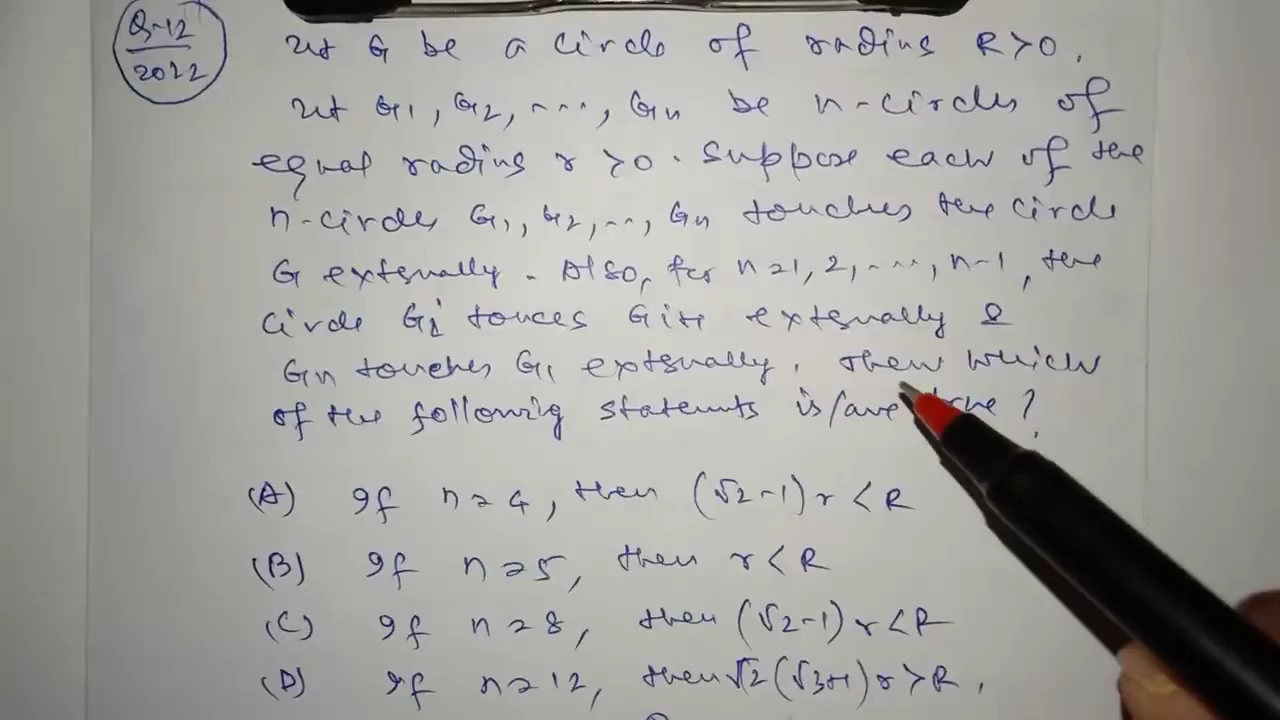 Q-12
2022
Let G be a circle of radius R>0.
Let G1, G2, ..., Gn be n-circles of
equal radius r>0. Suppose each of the
n-circles G1, G2, .., Gn touches the circle
G externally. Also, for n=1, 2, ..., n-1, the
circle Gi touces Gi+1 externally &
Gn touches G1 externally. Then which
of the following statements is/are true?
(A) If n=4, then (√2-1)r<R
(B) If n=5, then r<R
(C) If n=8, then (√2-1)r<R
(D) If n=12, then √2(√3+1)r>R.